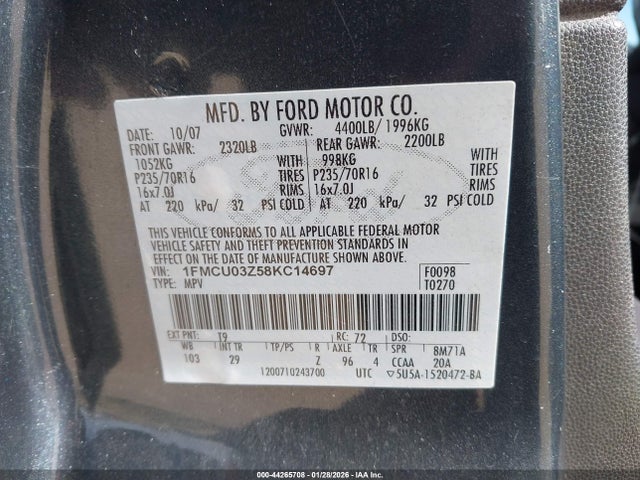 MFD. BY FORD MOTOR CO.
DATE: 10/07 GVWR: 4400LB/1996KG
FRONT GAWR: 2320LB REAR GAWR: 2200LB
1052KG WITH 998KG WITH
P235/70R16 TIRES P235/70R16 TIRES
16x7.0J RIMS 16x7.0J RIMS
AT 220 kPa/ 32 PSI COLD AT 220 kPa/ 32 PSI COLD
THIS VEHICLE CONFORMS TO ALL APPLICABLE FEDERAL MOTOR
VEHICLE SAFETY AND THEFT PREVENTION STANDARDS IN EFFECT ON
THE DATE OF MANUFACTURE SHOWN ABOVE.
VIN: 1FMCU03Z58KC14697 F0098
TYPE: MPV T0270
EXT PNT: T9 RC: 72 DSO:
WB INT TR TP/PS R AXLE TR SPR BM71A
103 29 Z 96 4 CCAA 20A
1200710243700 UTC ▽5U5A-1520472-BA
000-44265708 - 01/28/2026 - IAA Inc.